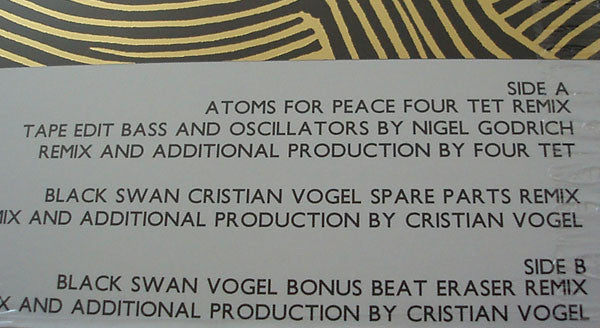 SIDE A
ATOMS FOR PEACE FOUR TET REMIX
TAPE EDIT BASS AND OSCILLATORS BY NIGEL GODRICH
REMIX AND ADDITIONAL PRODUCTION BY FOUR TET
BLACK SWAN CRISTIAN VOGEL SPARE PARTS REMIX
IX AND ADDITIONAL PRODUCTION BY CRISTIAN VOGEL
SIDE B
BLACK SWAN VOGEL BONUS BEAT ERASER REMIX
X AND ADDITIONAL PRODUCTION BY CRISTIAN VOGEL